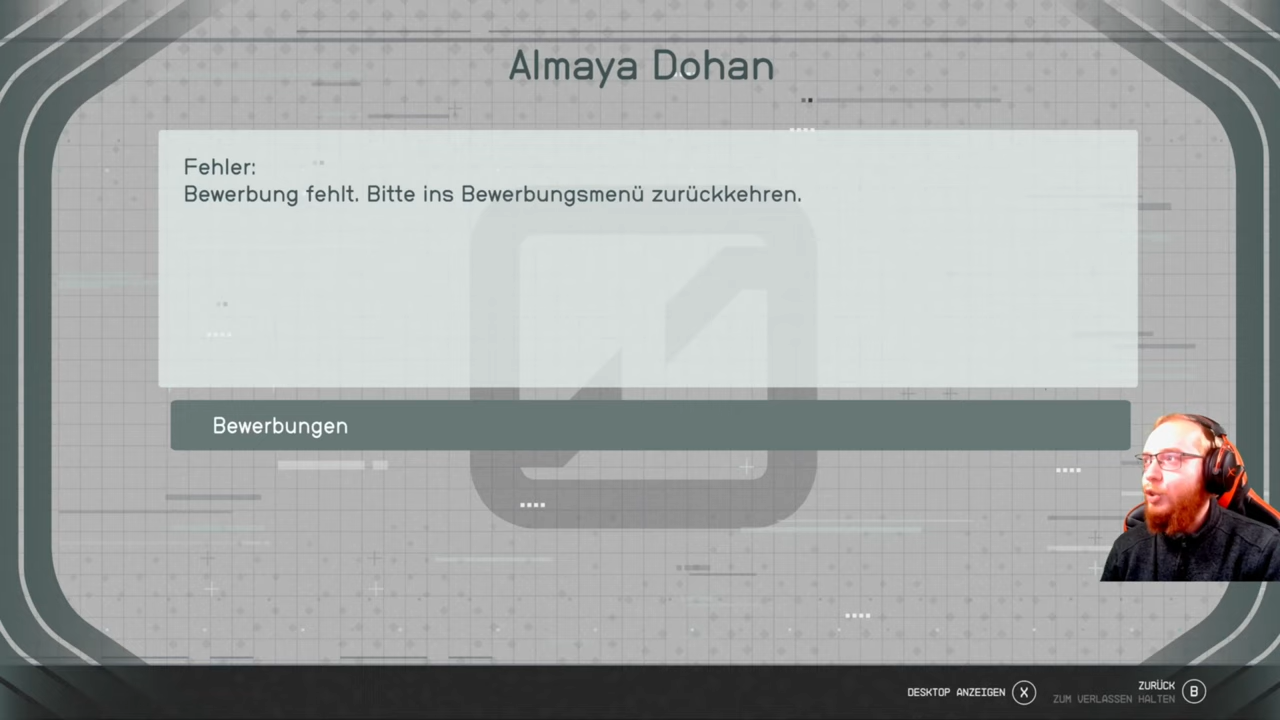 Almaya Dohan
Fehler:
Bewerbung fehlt. Bitte ins Bewerbungsmenü zurückkehren.
Bewerbungen
DESKTOP ANZEIGEN X
ZURÜCK B
ZUM VERLASSEN HALTEN